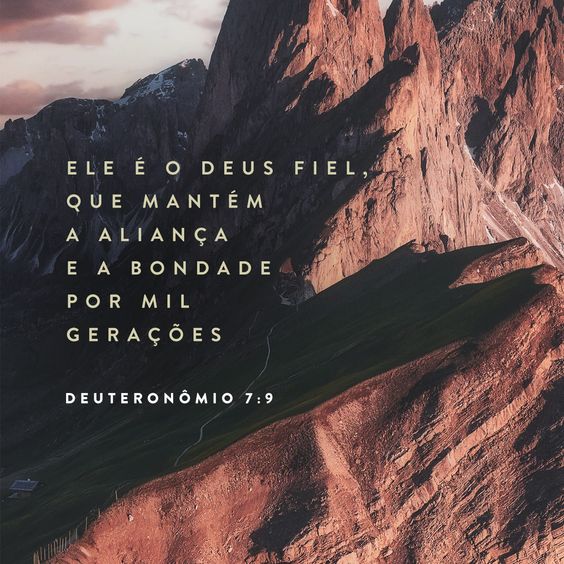 ELE É O DEUS FIEL,
QUE MANTÉM
A ALIANÇA
E A BONDADE
POR MIL
GERAÇÕES
DEUTERONÔMIO 7:9